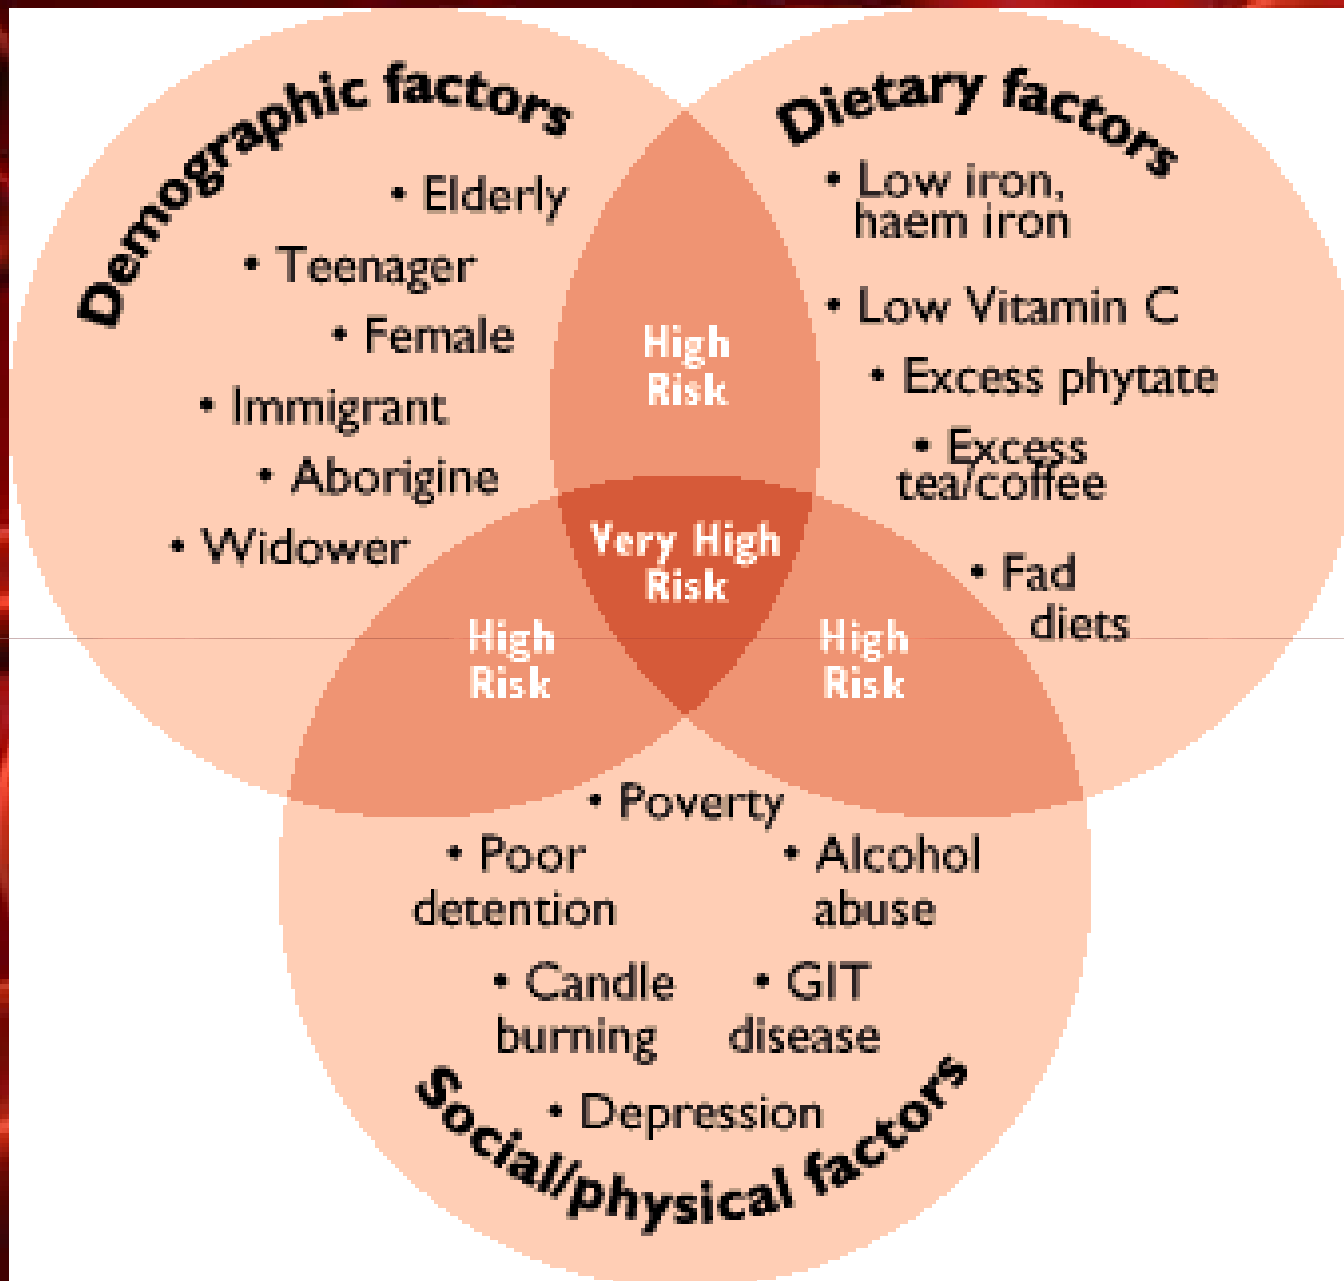 Demographic factors
• Elderly
• Teenager
• Female
• Immigrant
• Aborigine
• Widower
Dietary factors
• Low iron,
haem iron
• Low Vitamin C
• Excess phytate
• Excess
tea/coffee
• Fad
diets
High
Risk
Very High
Risk
High
Risk
High
Risk
• Poverty
• Poor
detention
• Alcohol
abuse
• Candle
burning
• GIT
disease
• Depression
Social/physical factors